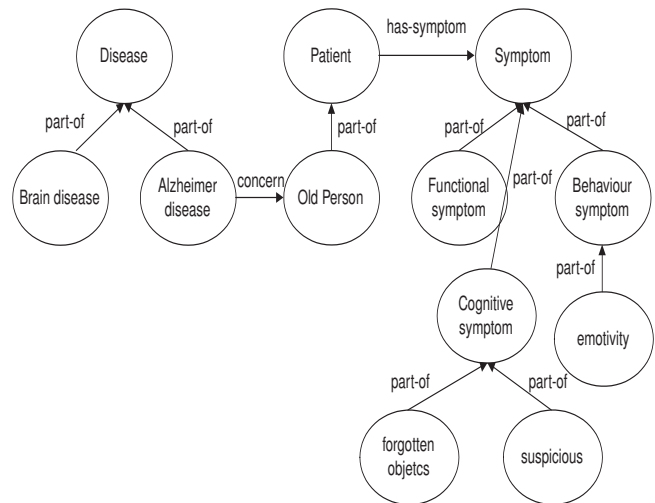 has-symptom
Disease
Patient
Symptom
part-of
part-of
part-of
part-of
part-of
Brain disease
Alzheimer
disease
concern
Old Person
Functional
symptom
part-of
Behaviour
symptom
part-of
Cognitive
symptom
emotivity
part-of
part-of
forgotten
objetcs
suspicious